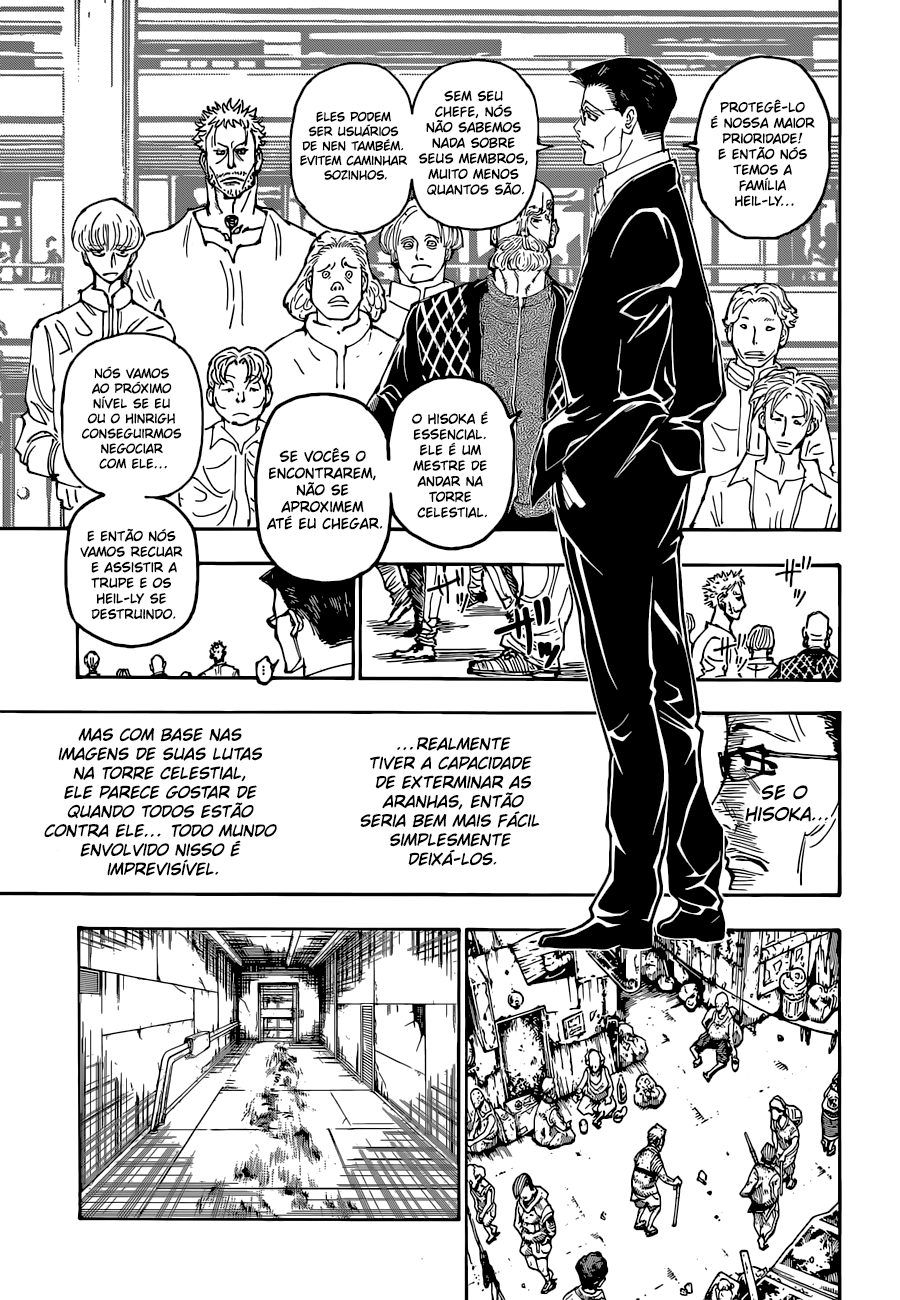 PROTEGÊ-LO
É NOSSA MAIOR
PRIORIDADE!
E ENTÃO NÓS
TEMOS A
FAMÍLIA
HEIL-LY...
SEM SEU
CHEFE, NÓS
NÃO SABEMOS
NADA SOBRE
SEUS MEMBROS,
MUITO MENOS
QUANTOS SÃO.
ELES PODEM
SER USUÁRIOS
DE NEN TAMBÉM.
EVITEM CAMINHAR
SOZINHOS.
O HISOKA É
ESSENCIAL.
ELE É UM
MESTRE DE
ANDAR NA
TORRE
CELESTIAL.
SE VOCÊS O
ENCONTRAREM,
NÃO SE
APROXIMEM
ATÉ EU CHEGAR.
NÓS VAMOS
AO PRÓXIMO
NÍVEL SE EU
OU O HINRIGH
CONSEGUIRMOS
NEGOCIAR
COM ELE...
E ENTÃO NÓS
VAMOS RECUAR
E ASSISTIR A
TRUPE E OS
HEIL-LY SE
DESTRUINDO.
...
SE O
HISOKA...
...REALMENTE
TIVER A CAPACIDADE
DE EXTERMINAR AS
ARANHAS, ENTÃO
SERIA BEM MAIS FÁCIL
SIMPLESMENTE
DEIXÁ-LOS.
MAS COM BASE NAS
IMAGENS DE SUAS LUTAS
NA TORRE CELESTIAL,
ELE PARECE GOSTAR DE
QUANDO TODOS ESTÃO
CONTRA ELE... TODO MUNDO
ENVOLVIDO NISSO É
IMPREVISÍVEL.